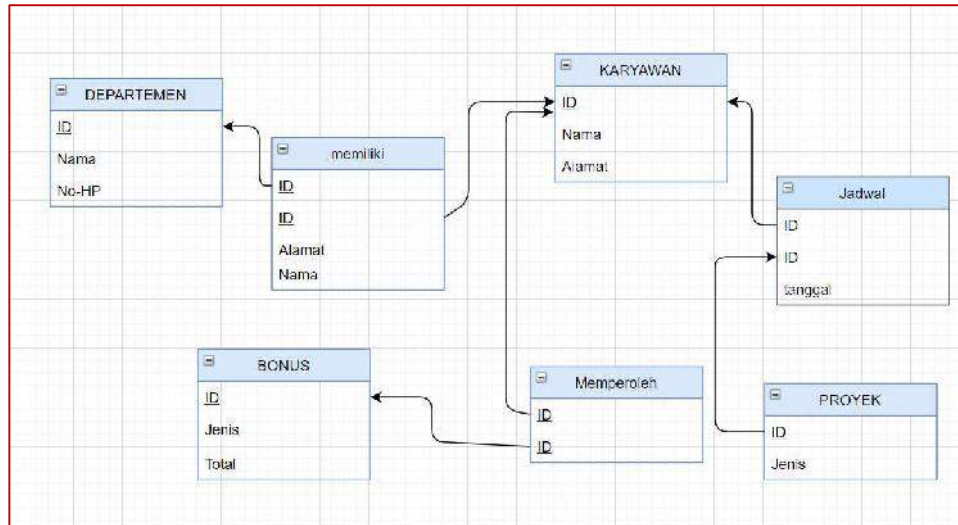 DEPARTEMEN
ID
Nama
No-HP
memiliki
ID
ID
Alamat
Nama
KARYAWAN
ID
Nama
Alamat
Jadwal
ID
ID
tanggal
BONUS
ID
Jenis
Total
Memperoleh
ID
ID
PROYEK
ID
Jenis